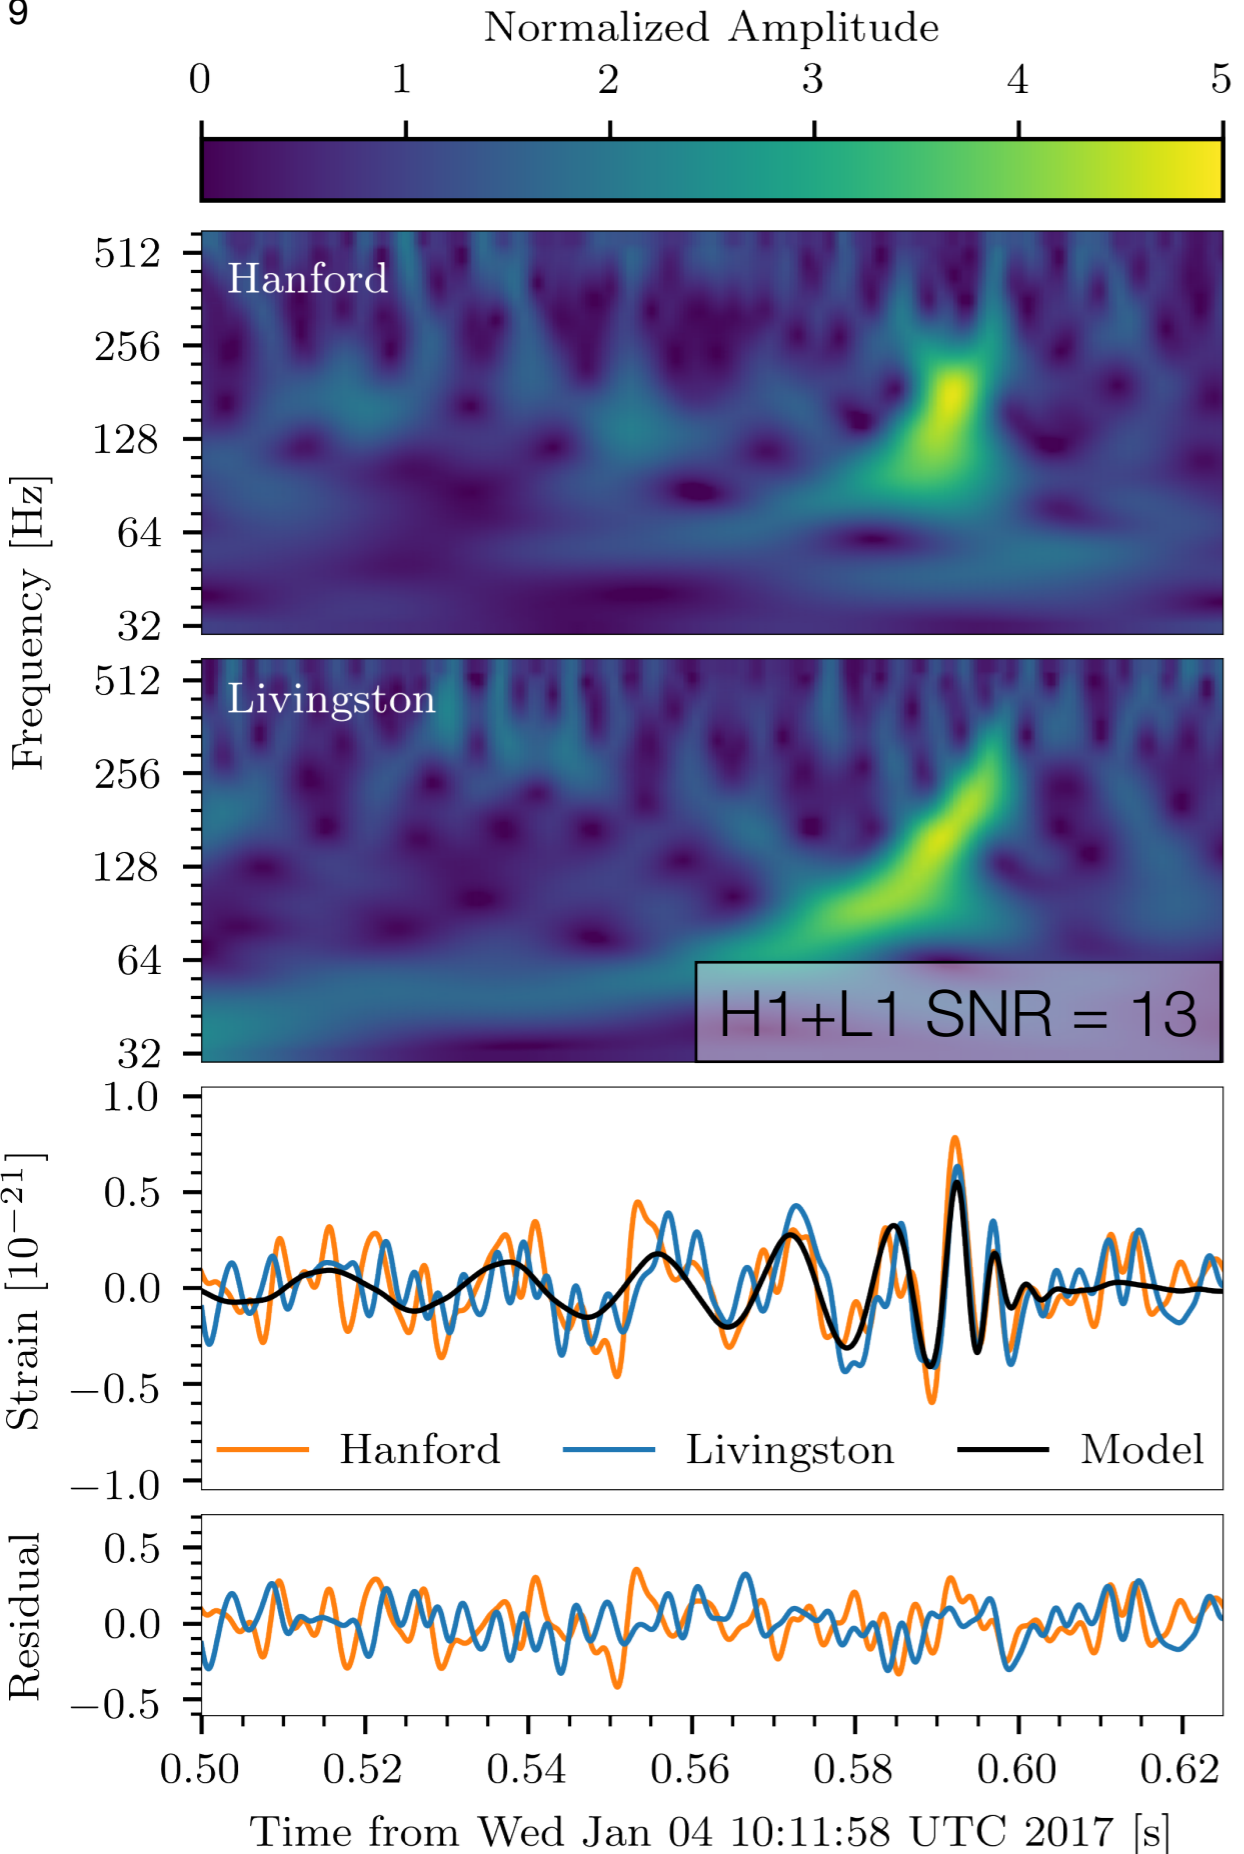 9
Normalized Amplitude
0 1 2 3 4 5
Hanford
512
256
128
64
32
Frequency [Hz]
Livingston
512
256
128
64
32
H1+L1 SNR = 13
1.0
0.5
0.0
−0.5
−1.0
Strain [10⁻²¹]
Hanford Livingston Model
0.5
0.0
−0.5
Residual
0.50 0.52 0.54 0.56 0.58 0.60 0.62
Time from Wed Jan 04 10:11:58 UTC 2017 [s]